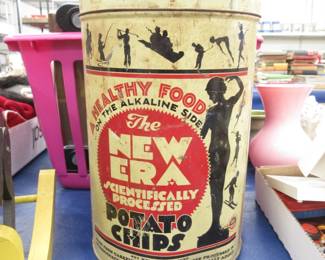 HEALTHY FOOD
ON THE ALKALINE SIDE
The
NEW
ERA
SCIENTIFICALLY
PROCESSED
POTATO
CHIPS